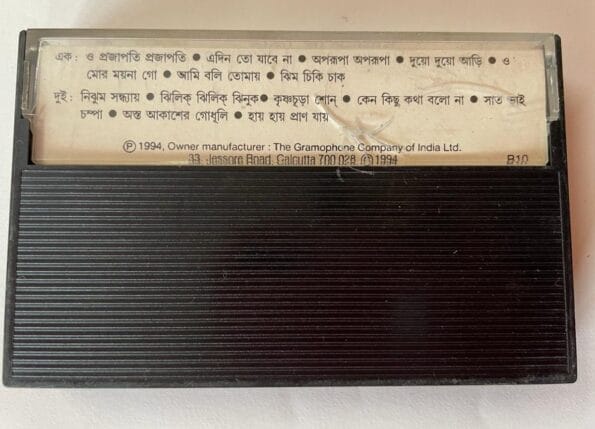 এক : ও প্রজাপতি প্রজাপতি ● এদিন তো যাবে না ● অপরূপা অপরূপা ● দুয়ো দুয়ো আড়ি ● ও
মোর ময়না গো ● আমি বলি তোমায় ● ঝিম চিকি চাক্
দুই : নিঝুম সন্ধ্যায় ● ঝিলিক্ ঝিলিক্ ঝিনুক ● কৃষ্ণচূড়া শোন্ ● কেন কিছু কথা বলো না ● সাত ভাই
চম্পা ● অস্ত আকাশের গোধূলি ● হায় হায় প্রাণ যায়
Ⓟ 1994, Owner manufacturer : The Gramophone Company of India Ltd.
33, Jessore Road, Calcutta 700 028. © 1994 B10